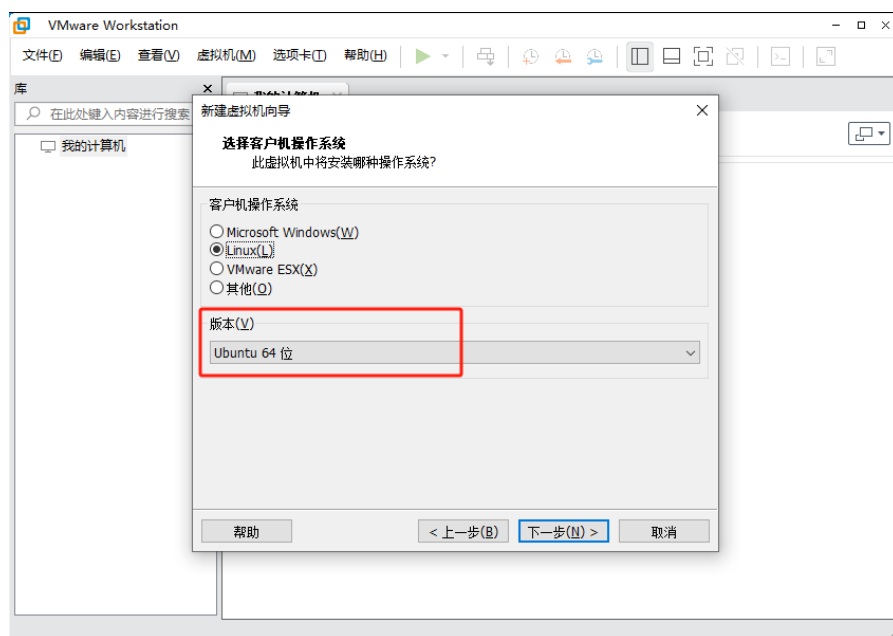 VMware Workstation
文件(F) 编辑(E) 查看(V) 虚拟机(M) 选项卡(T) 帮助(H)
库
在此处键入内容进行搜索
我的计算机
新建虚拟机向导
选择客户机操作系统
此虚拟机中将安装哪种操作系统?
客户机操作系统
Microsoft Windows(W)
Linux(L)
VMware ESX(X)
其他(O)
版本(V)
Ubuntu 64 位
帮助 < 上一步(B) 下一步(N) > 取消